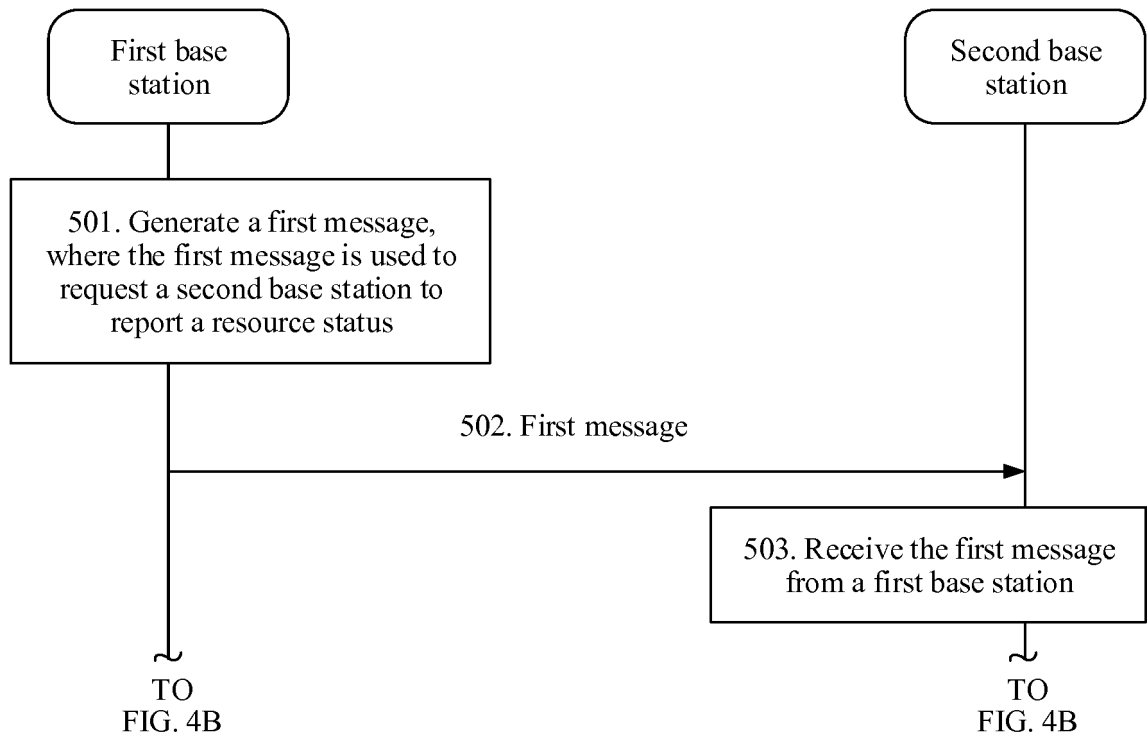 First base
station
Second base
station
501. Generate a first message,
where the first message is used to
request a second base station to
report a resource status
502. First message
503. Receive the first message
from a first base station
TO
FIG. 4B
TO
FIG. 4B